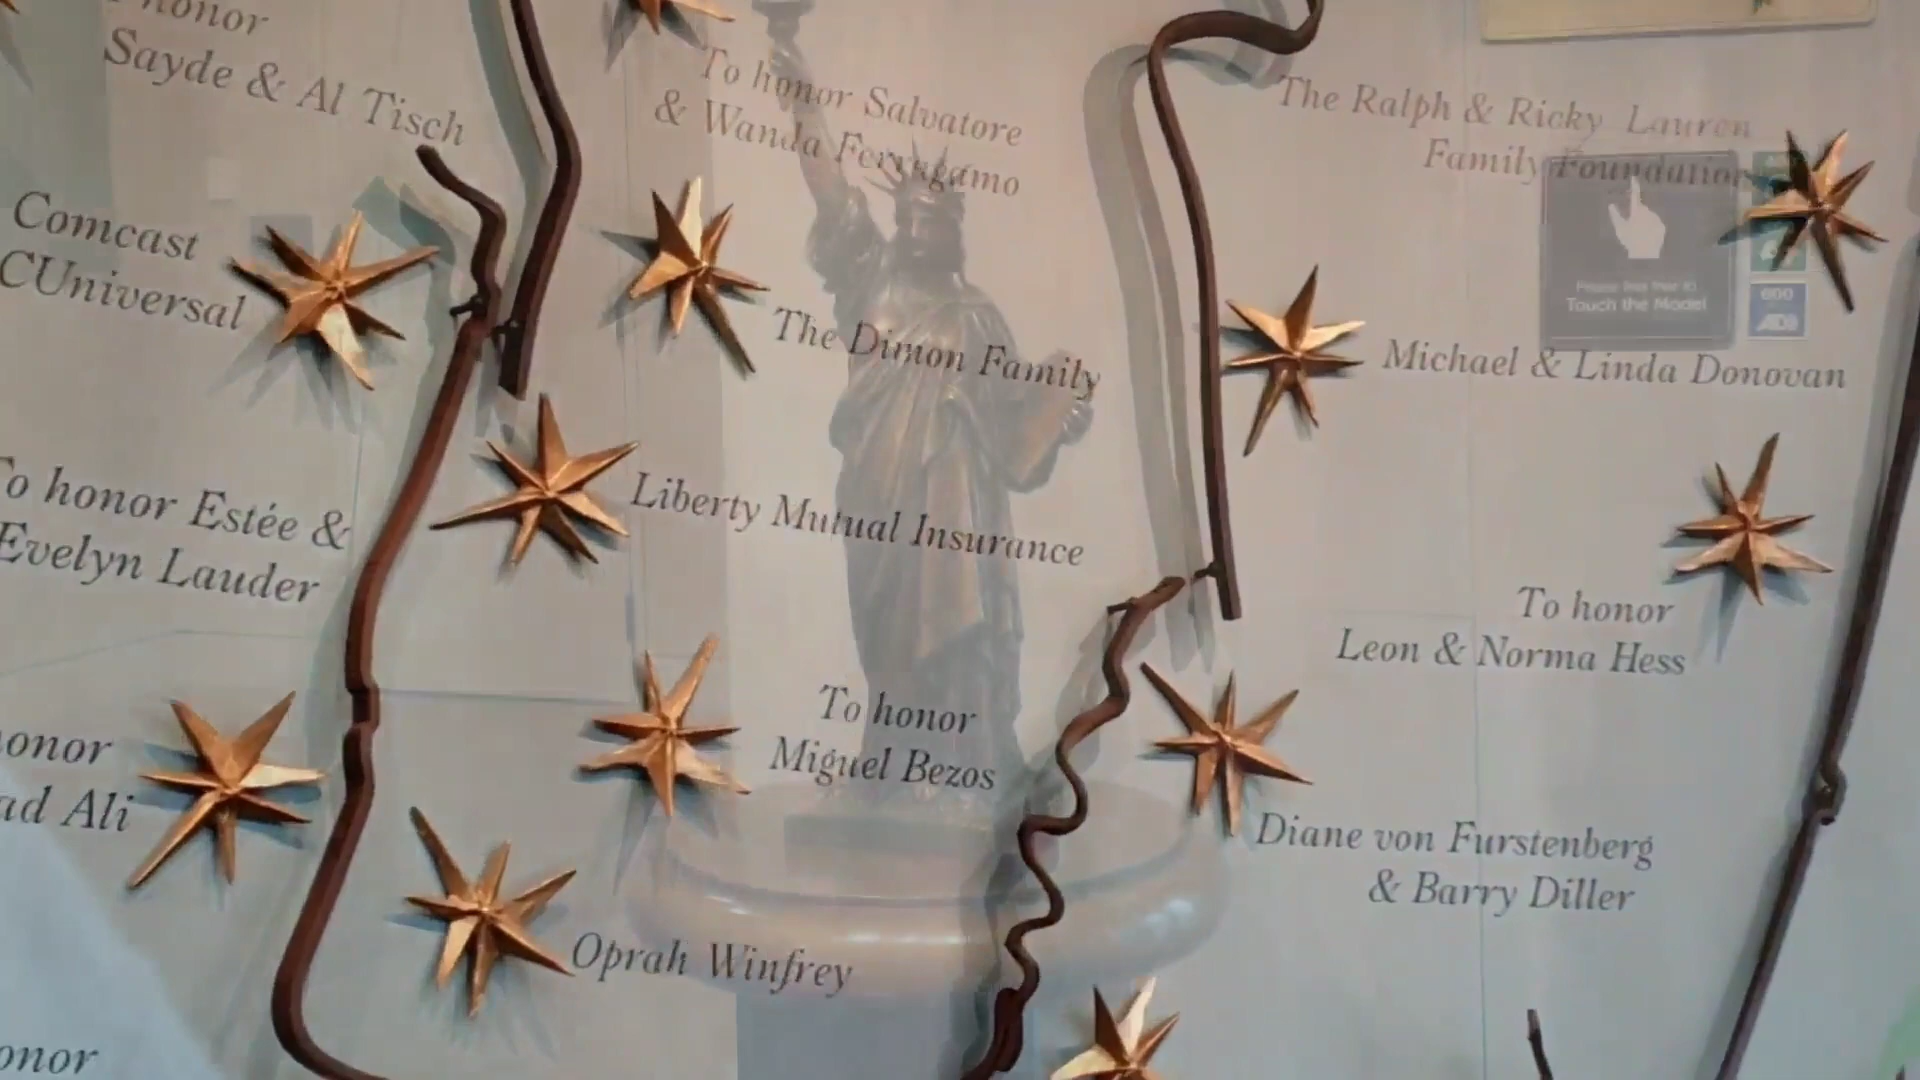 honor
Sayde & Al Tisch
To honor Salvatore
& Wanda Ferragamo
The Ralph & Ricky Lauren
Family Foundation
Comcast
CUniversal
Touch the Model
The Dimon Family
Michael & Linda Donovan
To honor Estée &
Evelyn Lauder
Liberty Mutual Insurance
To honor
Leon & Norma Hess
onor
ad Ali
To honor
Miguel Bezos
Diane von Furstenberg
& Barry Diller
Oprah Winfrey
onor